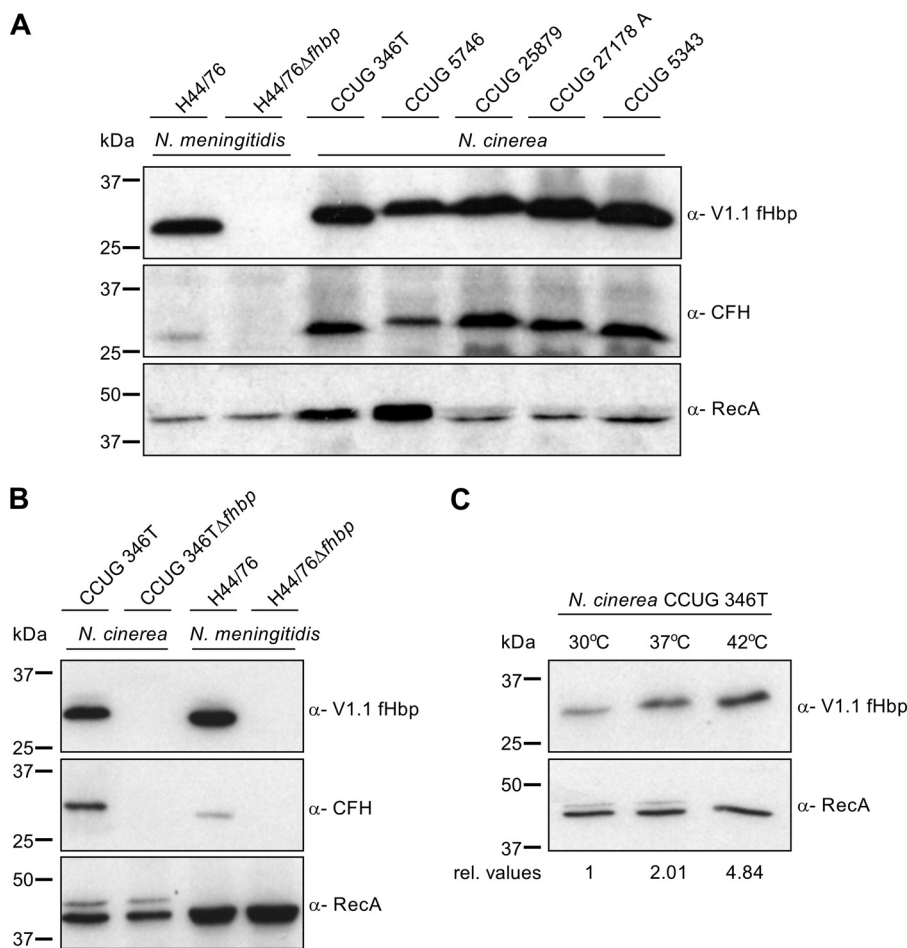 A
H44/76
H44/76Δfhbp
CCUG 346T
CCUG 5746
CCUG 25879
CCUG 27178 A
CCUG 5343
kDa
N. meningitidis
N. cinerea
37
25
α- V1.1 fHbp
37
25
α- CFH
50
37
α- RecA
B
CCUG 346T
CCUG 346TΔfhbp
H44/76
H44/76Δfhbp
kDa
N. cinerea
N. meningitidis
37
25
α- V1.1 fHbp
37
25
α- CFH
50
37
α- RecA
C
N. cinerea CCUG 346T
kDa
30ºC
37ºC
42ºC
37
25
α- V1.1 fHbp
50
37
α- RecA
rel. values 1 2.01 4.84